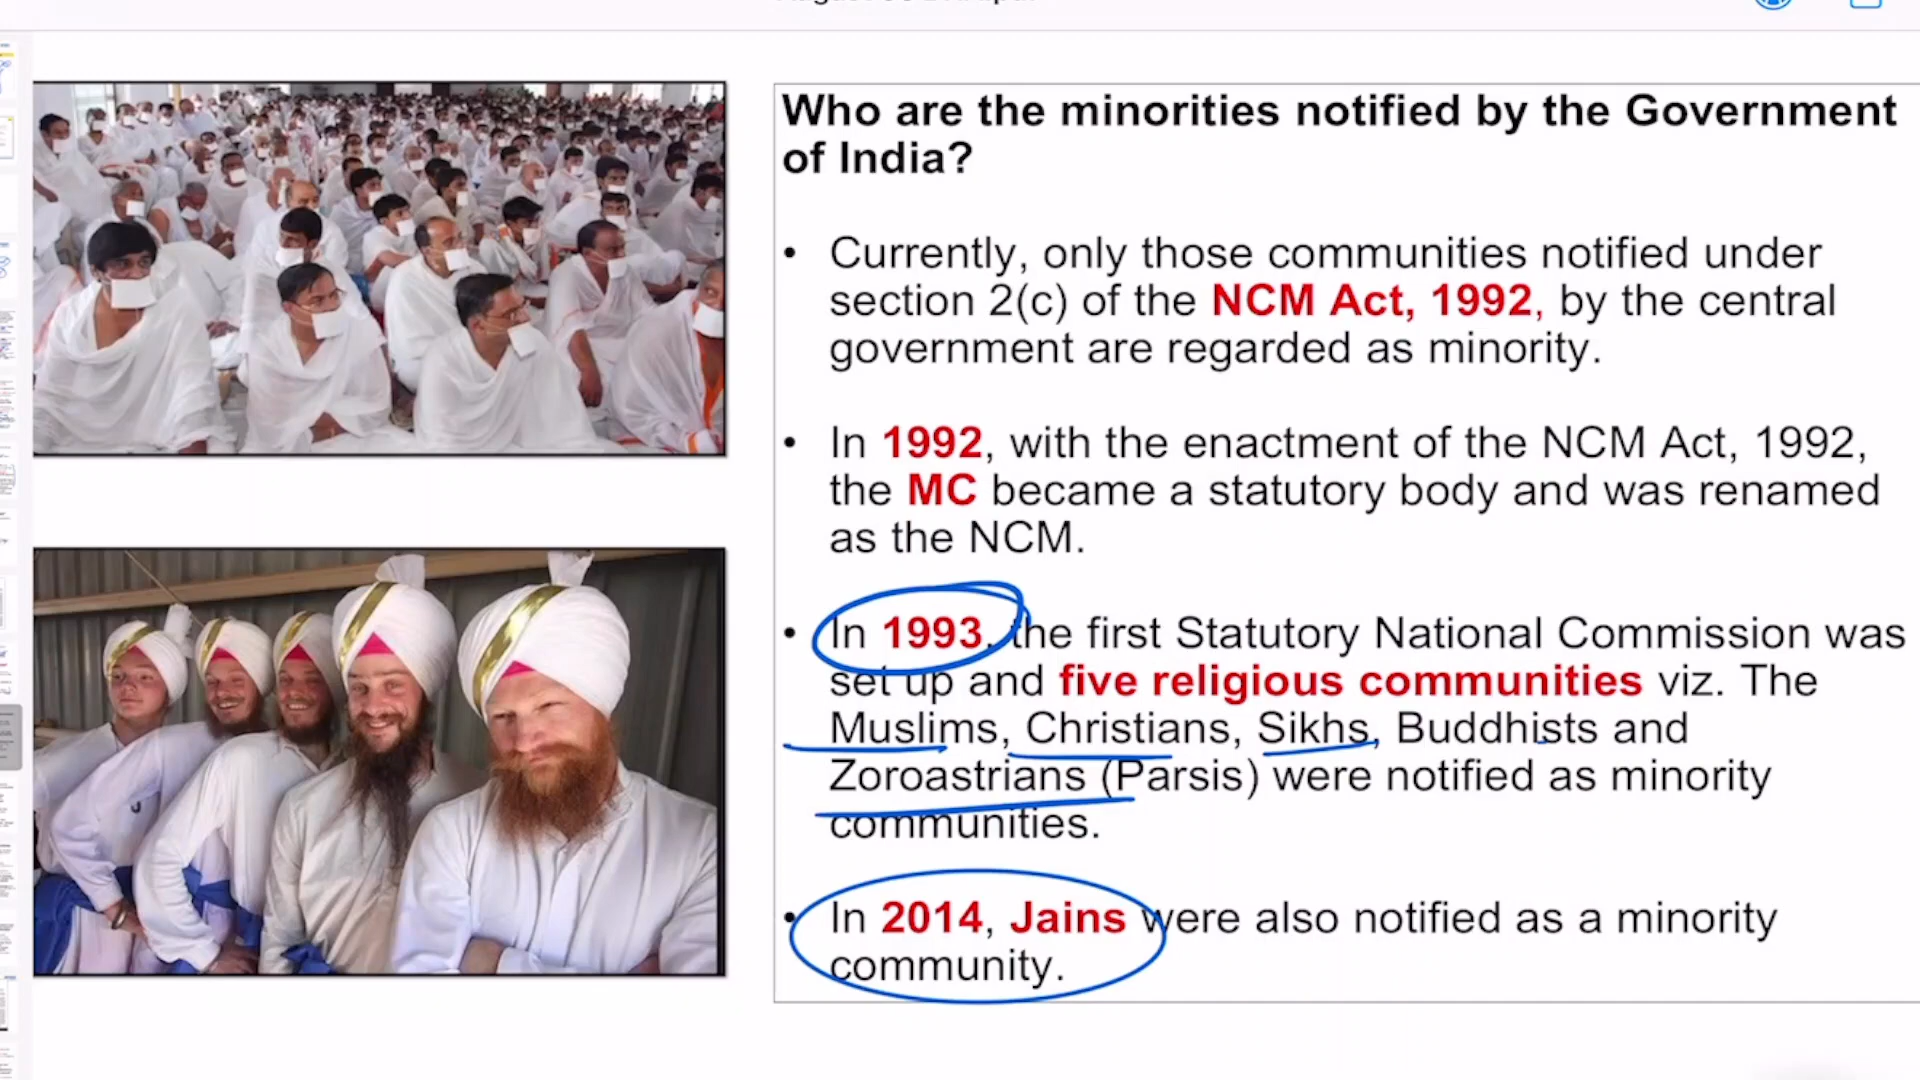 Who are the minorities notified by the Government
of India?
• Currently, only those communities notified under
section 2(c) of the NCM Act, 1992, by the central
government are regarded as minority.
• In 1992, with the enactment of the NCM Act, 1992,
the MC became a statutory body and was renamed
as the NCM.
• In 1993, the first Statutory National Commission was
set up and five religious communities viz. The
Muslims, Christians, Sikhs, Buddhists and
Zoroastrians (Parsis) were notified as minority
communities.
• In 2014, Jains were also notified as a minority
community.